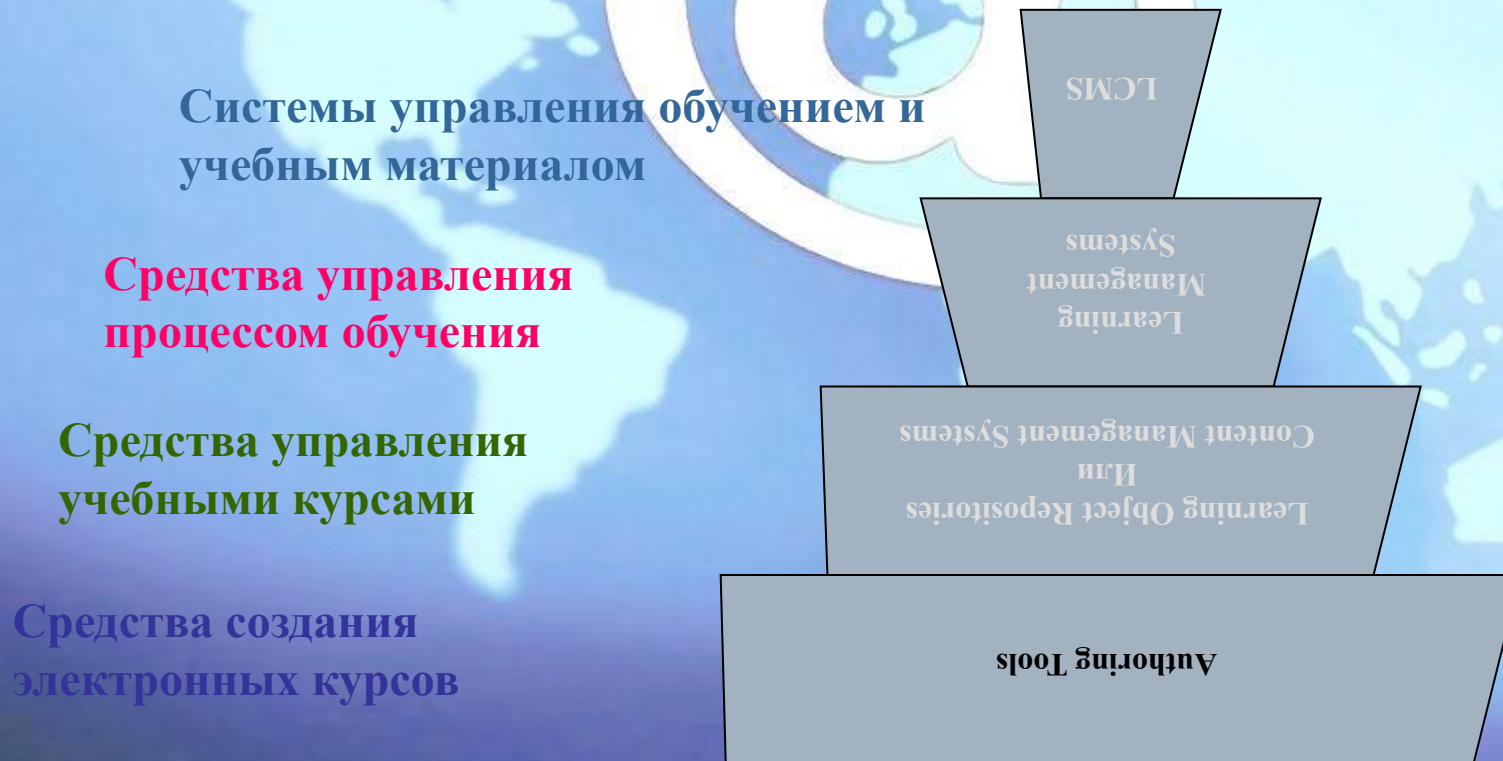 Системы управления обучением и
учебным материалом
LCMS
Средства управления
процессом обучения
Learning
Management
Systems
Средства управления
учебными курсами
Learning Object Repositories
Или
Content Management Systems
Средства создания
электронных курсов
Authoring Tools